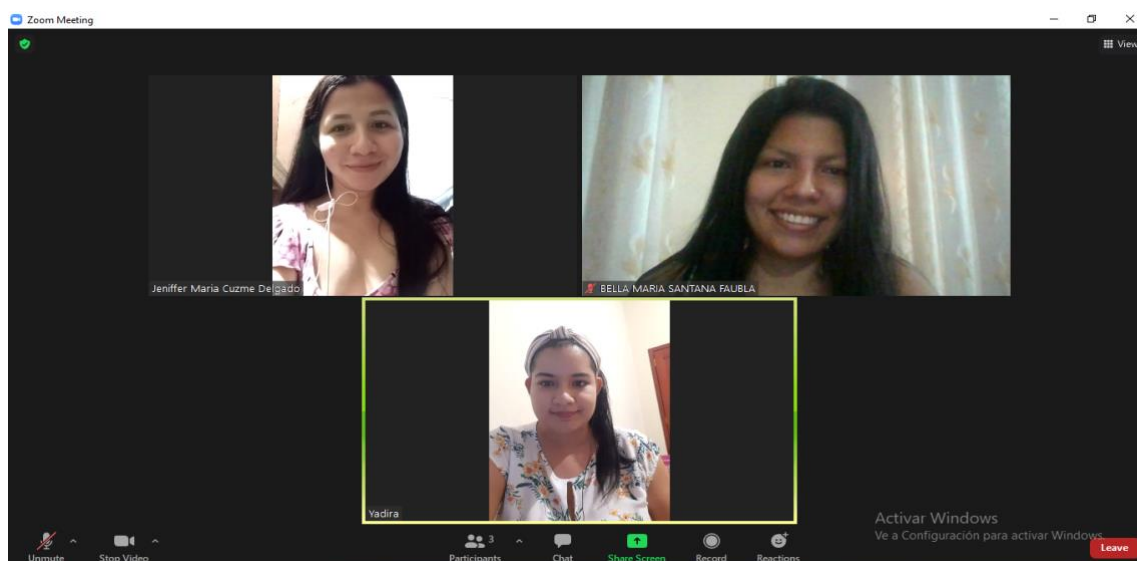 Zoom Meeting
View
Jeniffer Maria Cuzme Delgado
BELLA MARIA SANTANA FAUBLA
Yadira
Activar Windows
Ve a Configuración para activar Windows.
Unmute
Stop Video
Participants
3
Chat
Share Screen
Record
Reactions
Leave